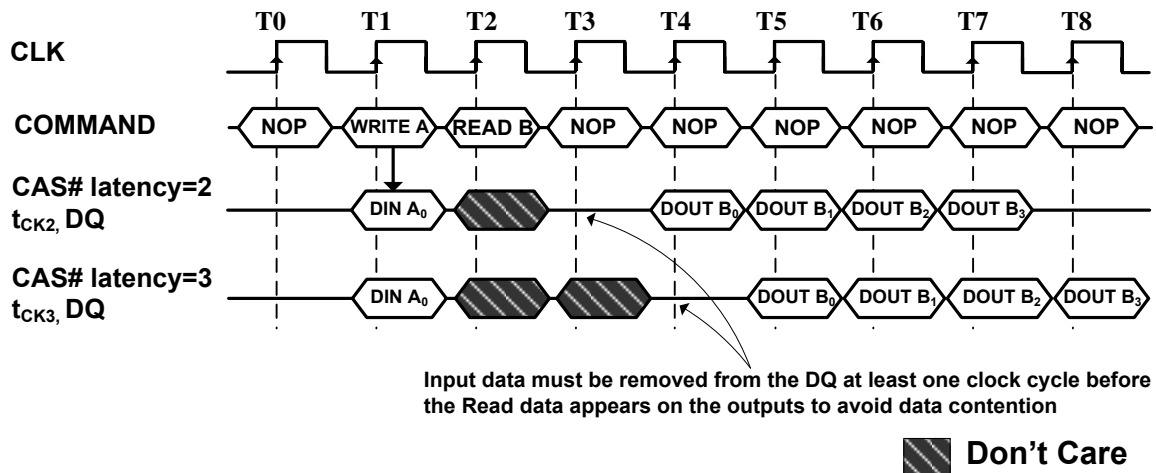 T0 T1 T2 T3 T4 T5 T6 T7 T8
CLK
COMMAND NOP WRITE A READ B NOP NOP NOP NOP NOP NOP
CAS# latency=2
tCK2, DQ DIN A0 DOUT B0 DOUT B1 DOUT B2 DOUT B3
CAS# latency=3
tCK3, DQ DIN A0 DOUT B0 DOUT B1 DOUT B2 DOUT B3
Input data must be removed from the DQ at least one clock cycle before
the Read data appears on the outputs to avoid data contention
Don't Care